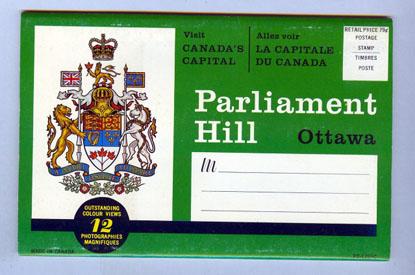 Visit
CANADA'S
CAPITAL
Allez voir
LA CAPITALE
DU CANADA
RETAIL PRICE 79¢
POSTAGE
STAMP
TIMBRES
POSTE
Parliament
Hill Ottawa
M
OUTSTANDING
COLOUR VIEWS
12
PHOTOGRAPHIES
MAGNIFIQUES
MADE IN CANADA